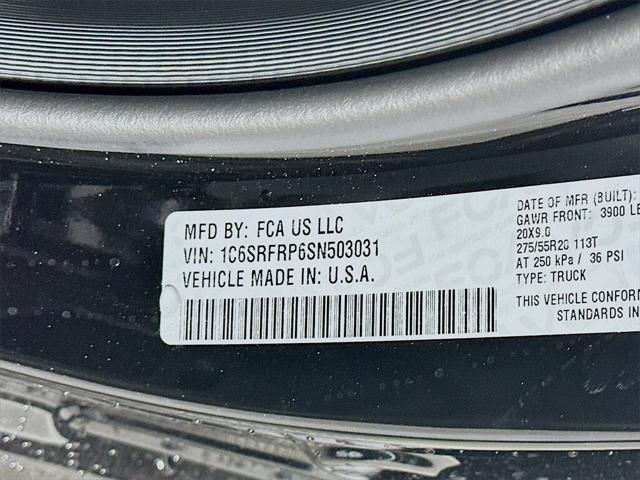 MFD BY: FCA US LLC
VIN: 1C6SRFRP6SN503031
VEHICLE MADE IN: U.S.A.
DATE OF MFR (BUILT):
GAWR FRONT: 3900 LB
20X9.0
275/55R20 113T
AT 250 kPa / 36 PSI
TYPE: TRUCK
THIS VEHICLE CONFORM
STANDARDS IN